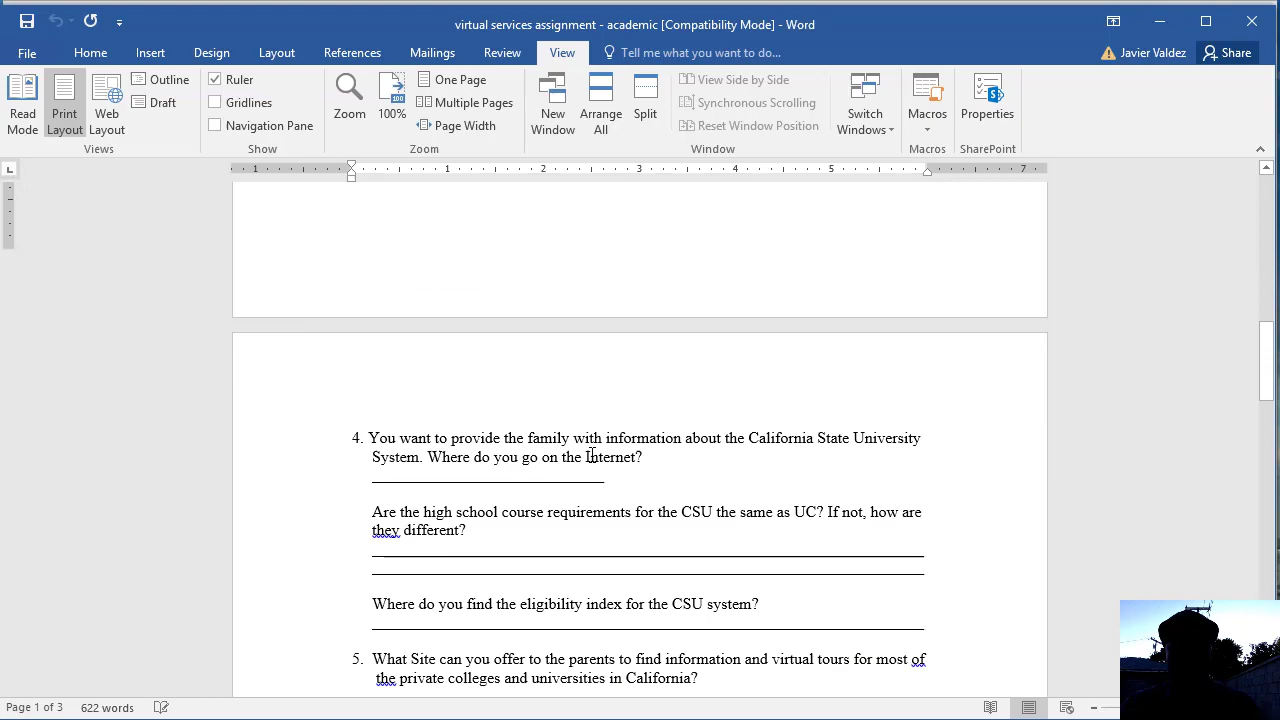 virtual services assignment - academic [Compatibility Mode] - Word
File Home Insert Design Layout References Mailings Review View Tell me what you want to do... Javier Valdez Share
Read Mode
Print Layout
Web Layout
Outline
Draft
Views
Ruler
Gridlines
Navigation Pane
Show
Zoom
100
100%
One Page
Multiple Pages
Page Width
Zoom
New Window
Arrange All
Split
View Side by Side
Synchronous Scrolling
Reset Window Position
Switch Windows
Window
Macros
Macros
S
Properties
SharePoint
L
1 1 2 3 4 5 7
4. You want to provide the family with information about the California State University
System. Where do you go on the Internet?
Are the high school course requirements for the CSU the same as UC? If not, how are
they different?
Where do you find the eligibility index for the CSU system?
5. What Site can you offer to the parents to find information and virtual tours for most of
the private colleges and universities in California?
Page 1 of 3 622 words